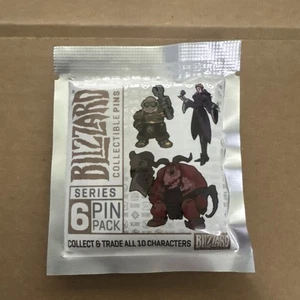 BLIZZARD
COLLECTIBLE PINS
SERIES
6 PIN
PACK
COLLECT & TRADE ALL 10 CHARACTERS
BLIZZARD